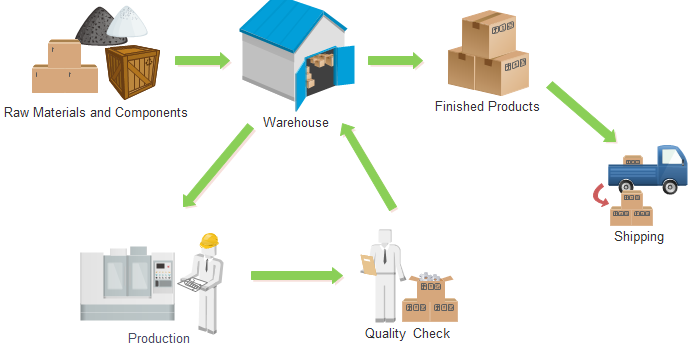 Raw Materials and Components
Warehouse
Finished Products
Shipping
Production
Quality Check